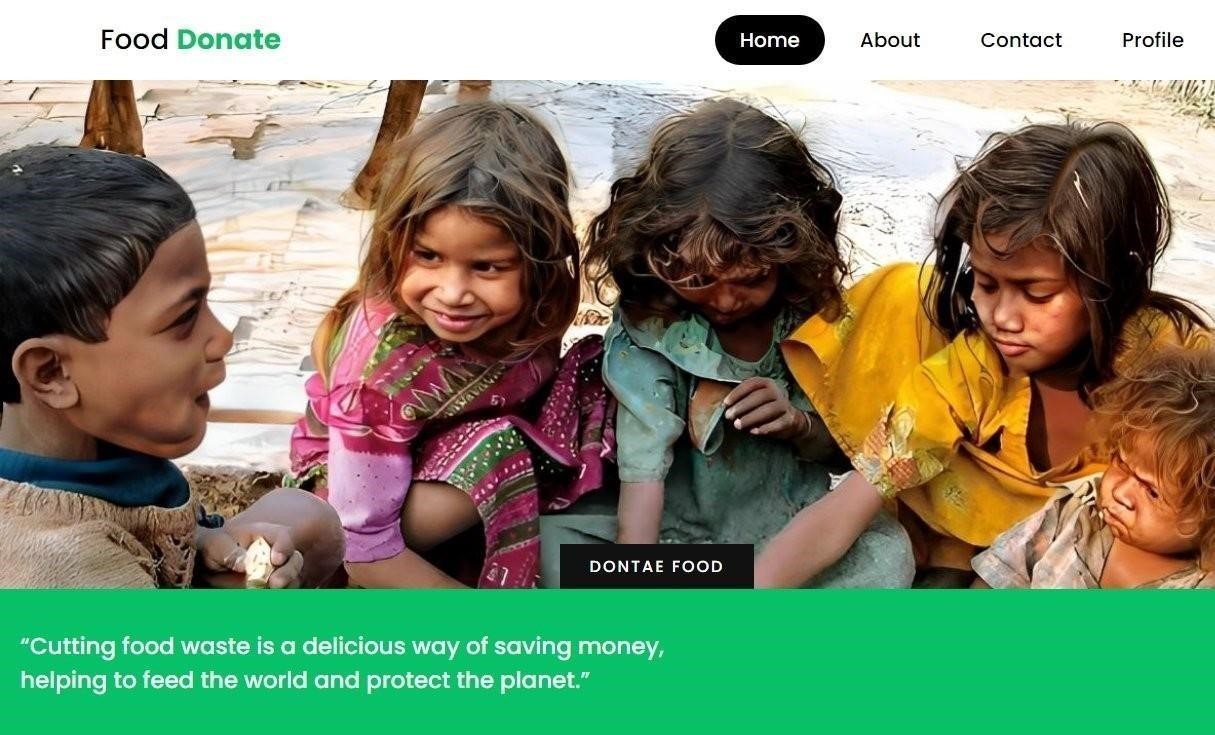 Food Donate
Home About Contact Profile
DONTAE FOOD
“Cutting food waste is a delicious way of saving money,
helping to feed the world and protect the planet.”